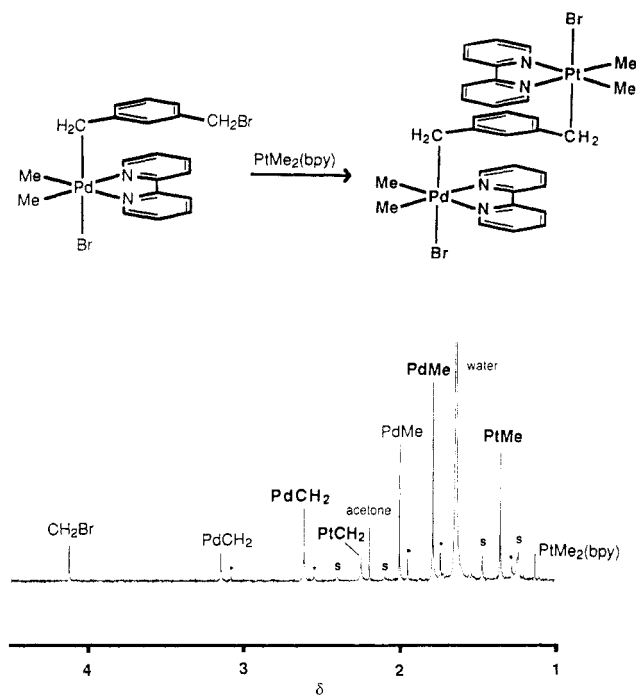 Br
N
Me
Pt
N
Me
H₂C
CH₂Br
H₂C
CH₂
Me
N
Pd
Me
N
Br
PtMe₂(bpy)
Me
N
Pd
Me
N
Br
PdMe
water
PdMe
PtMe
PdCH₂
acetone
CH₂Br
PdCH₂
PtCH₂
s
s
s
s
PtMe₂(bpy)
4
3
2
1
δ